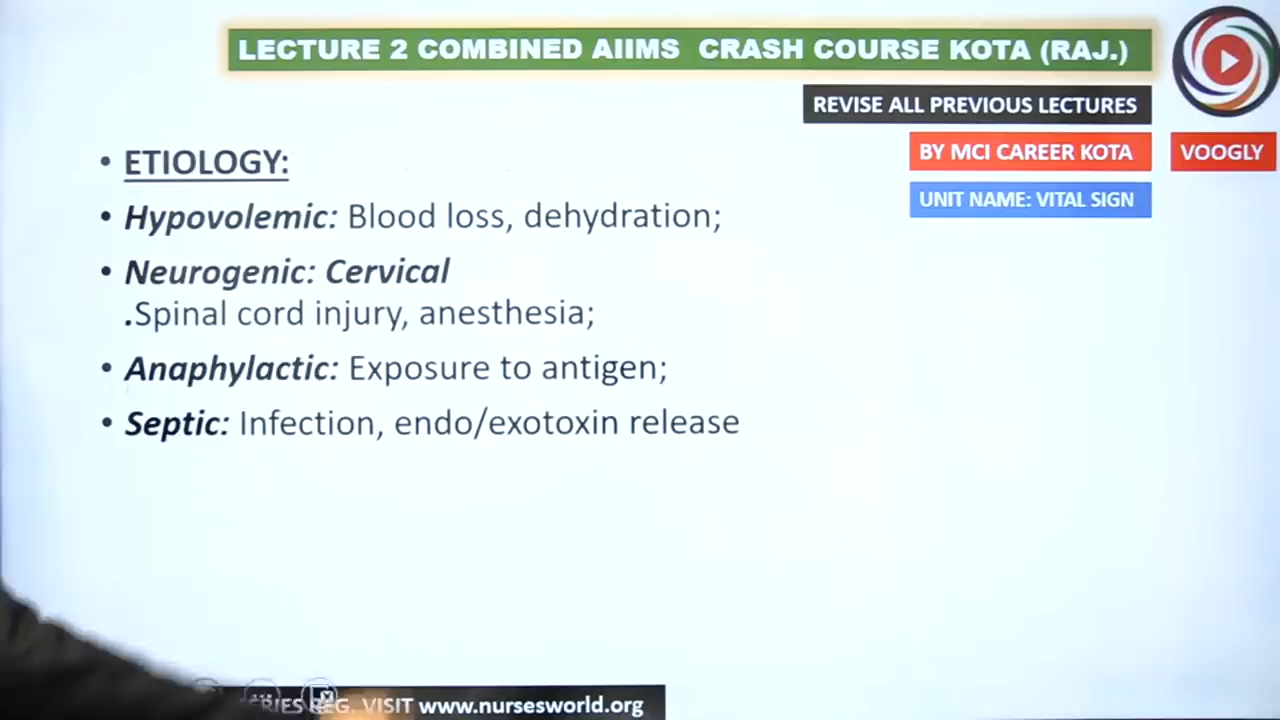 LECTURE 2 COMBINED AIIMS CRASH COURSE KOTA (RAJ.)
REVISE ALL PREVIOUS LECTURES
BY MCI CAREER KOTA
VOOGLY
UNIT NAME: VITAL SIGN
• ETIOLOGY:
• Hypovolemic: Blood loss, dehydration;
• Neurogenic: Cervical
.Spinal cord injury, anesthesia;
• Anaphylactic: Exposure to antigen;
• Septic: Infection, endo/exotoxin release
VISIT www.nursesworld.org